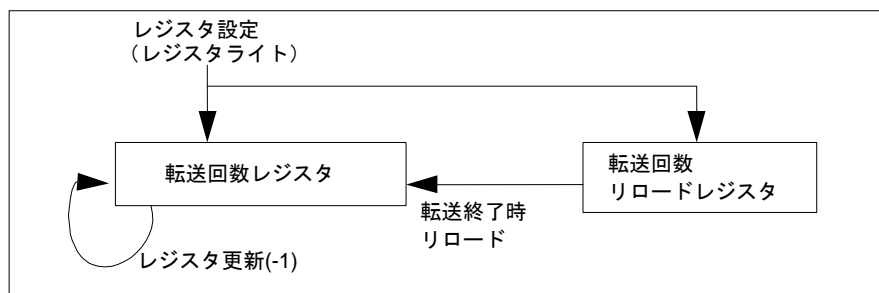 レジスタ設定
(レジスタライト)
転送回数レジスタ
転送回数
リロードレジスタ
転送終了時
リロード
レジスタ更新(-1)